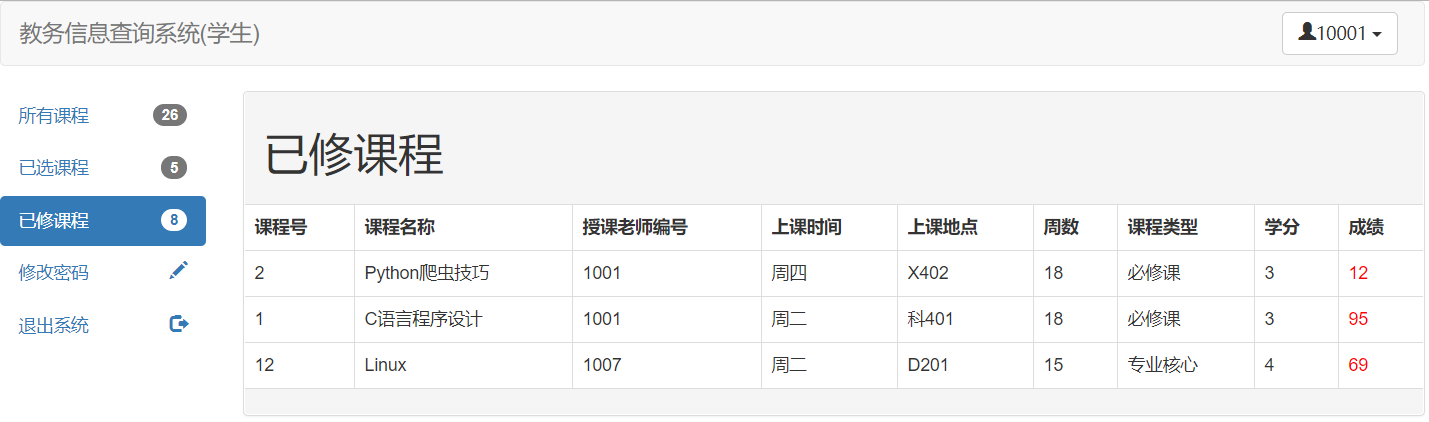 教务信息查询系统(学生)
10001
所有课程 26
已选课程 5
已修课程 8
修改密码
退出系统
已修课程
课程号 课程名称 授课老师编号 上课时间 上课地点 周数 课程类型 学分 成绩
2 Python爬虫技巧 1001 周四 X402 18 必修课 3 12
1 C语言程序设计 1001 周二 科401 18 必修课 3 95
12 Linux 1007 周二 D201 15 专业核心 4 69